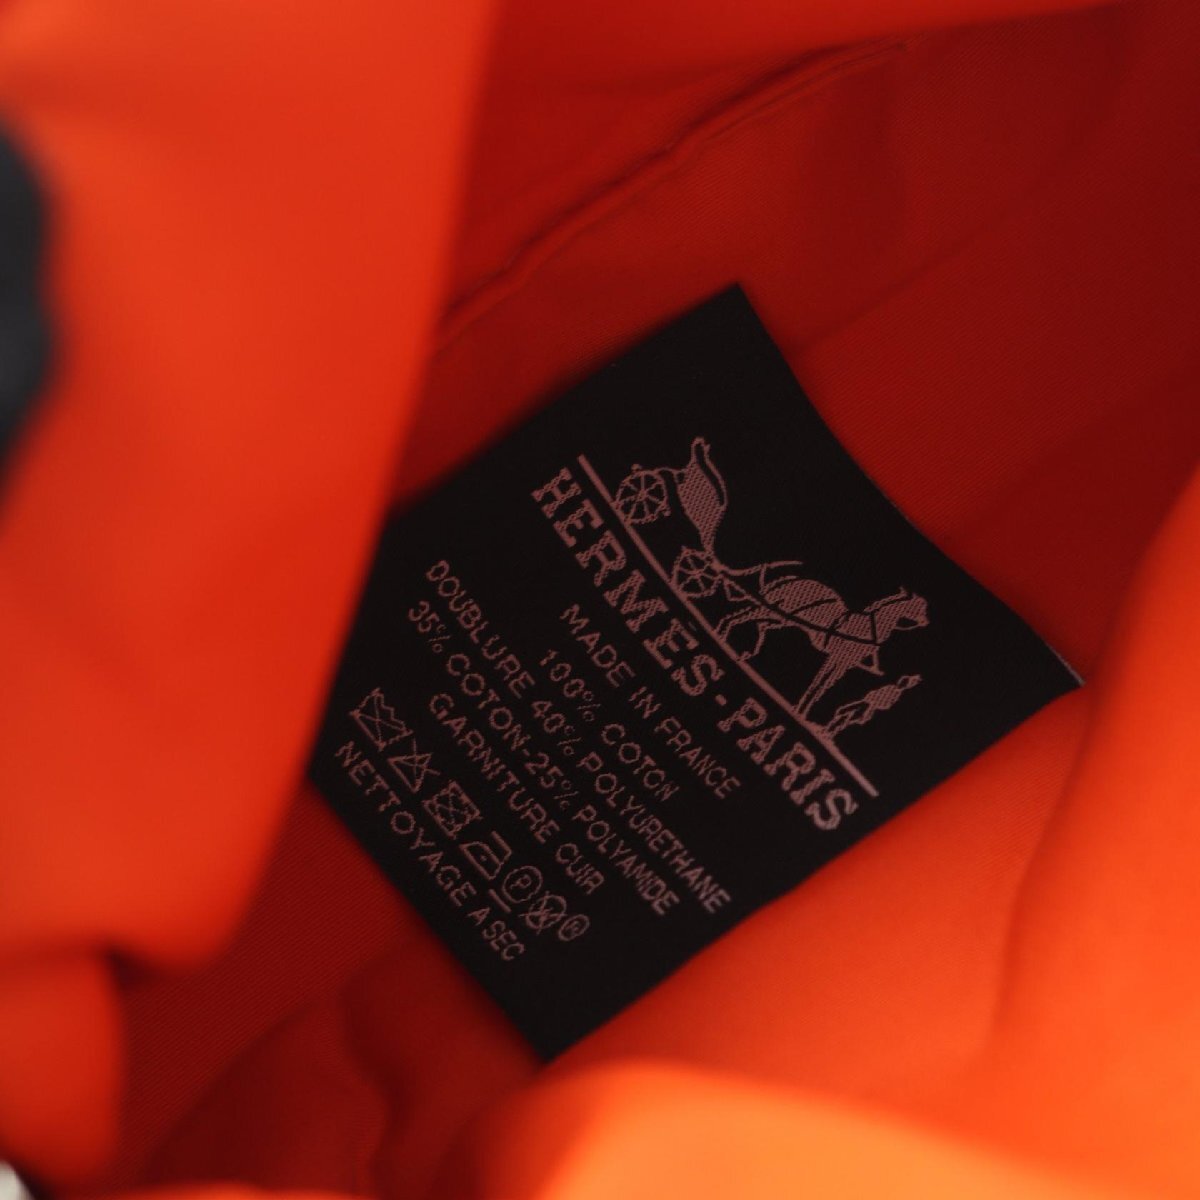 HERMÈS-PARIS
MADE IN FRANCE
100% COTON
DOUBLURE 40% POLYURETHANE
35% COTON-25% POLYAMIDE
GARNITURE CUIR
P ®
NETTOYAGE A SEC